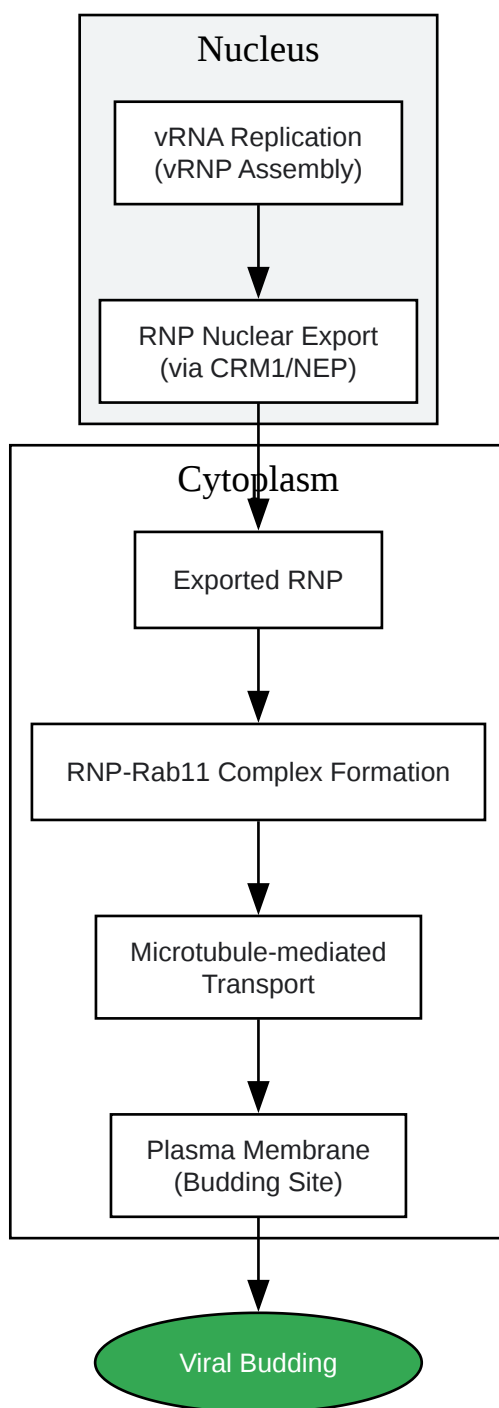 Nucleus
vRNA Replication
(vRNP Assembly)
RNP Nuclear Export
(via CRM1/NEP)
Cytoplasm
Exported RNP
RNP-Rab11 Complex Formation
Microtubule-mediated
Transport
Plasma Membrane
(Budding Site)
Viral Budding